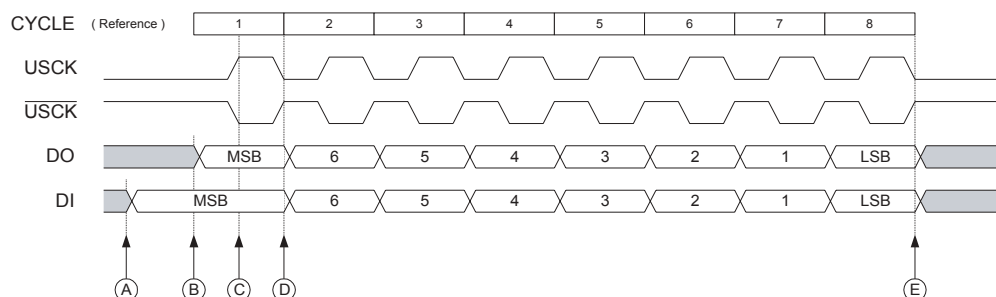 CYCLE ( Reference ) 1 2 3 4 5 6 7 8
USCK
USCK
DO MSB 6 5 4 3 2 1 LSB
DI MSB 6 5 4 3 2 1 LSB
A B C D E